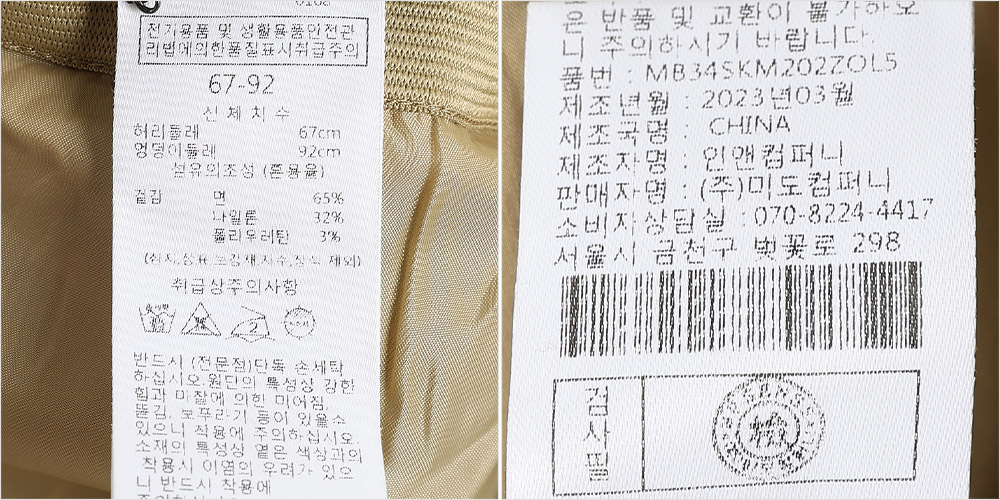 전기용품 및 생활용품안전관
리법에의한품질표시취급주의
67-92
신 체 치 수
허리둘레 67cm
엉덩이둘레 92cm
섬유의조성 (혼용율)
겉감 면 65%
나일론 32%
폴리우레탄 3%
취급상주의사항
반드시 (전문점)단독 손세탁
하십시오.원단의 특성상 강한
힘과 마찰에 의한 미어짐,
뜯김, 보푸라기 등이 있을수
있으니 착용에 주의하십시오.
소재의 특성상 옅은 색상과의
착용시 이염의 우려가 있으
니 반드시 착용에
은 반품 및 교환이 불가하오
니 주의하시기 바랍니다.
품번 : MB34SKM202ZOL5
제조년월 : 2023년03월
제조국명 : CHINA
제조자명 : 인앤컴퍼니
판매자명 : (주)미도컴퍼니
소비자상담실 : 070-8224-4417
서울시 금천구 벚꽃로 298
검사필
檢